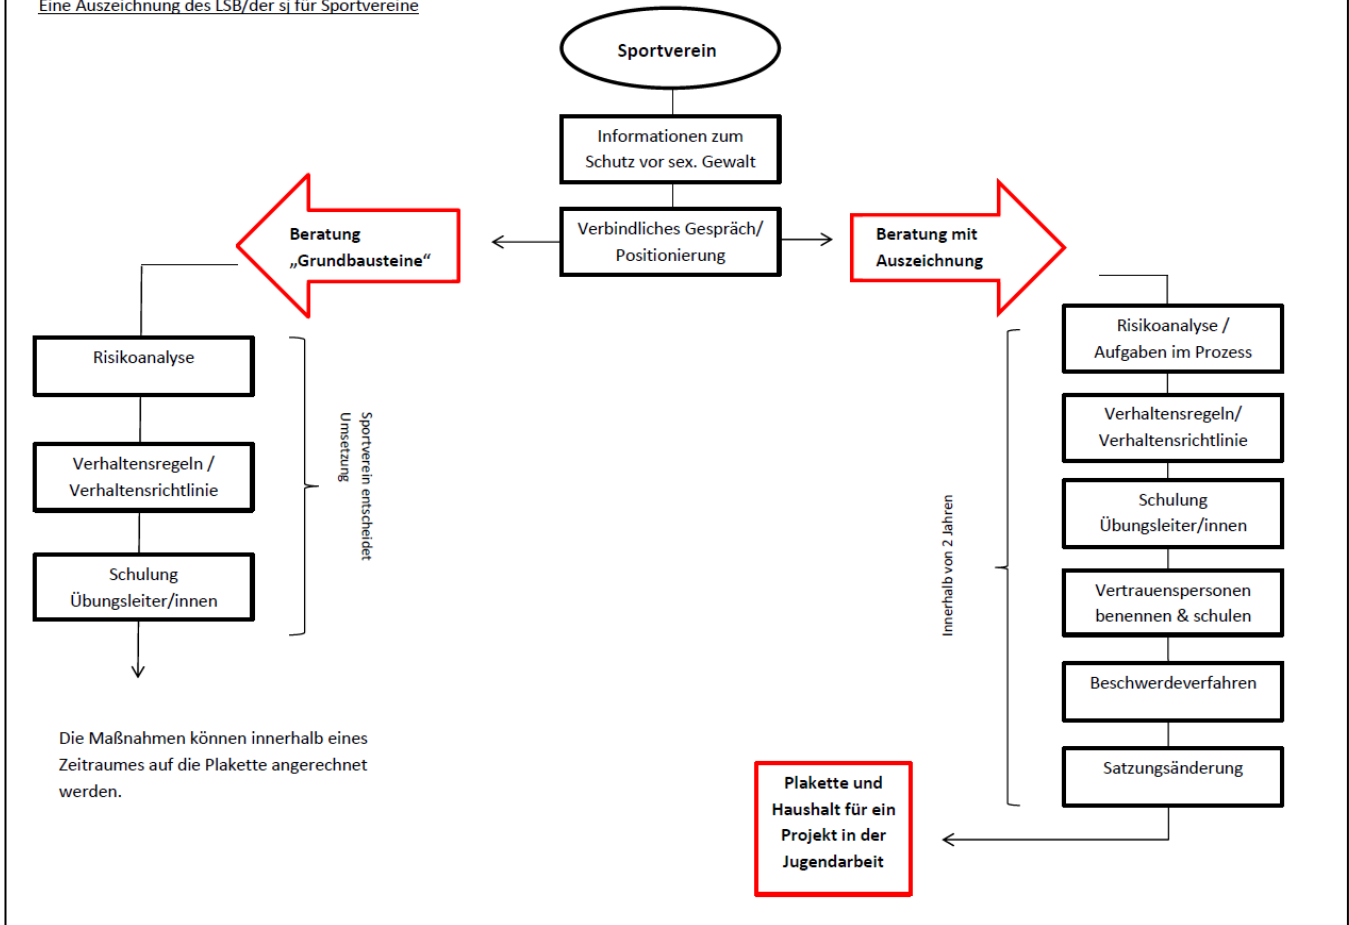 Eine Auszeichnung des LSB/der sj für Sportvereine
Sportverein
Informationen zum
Schutz vor sex. Gewalt
Verbindliches Gespräch/
Positionierung
Beratung
„Grundbausteine“
Beratung mit
Auszeichnung
Risikoanalyse
Verhaltensregeln /
Verhaltensrichtlinie
Schulung
Übungsleiter/innen
Sportverein entscheidet
Umsetzung
Die Maßnahmen können innerhalb eines
Zeitraumes auf die Plakette angerechnet
werden.
Risikoanalyse /
Aufgaben im Prozess
Verhaltensregeln/
Verhaltensrichtlinie
Schulung
Übungsleiter/innen
Vertrauenspersonen
benennen & schulen
Beschwerdeverfahren
Satzungsänderung
Innerhalb von 2 Jahren
Plakette und
Haushalt für ein
Projekt in der
Jugendarbeit